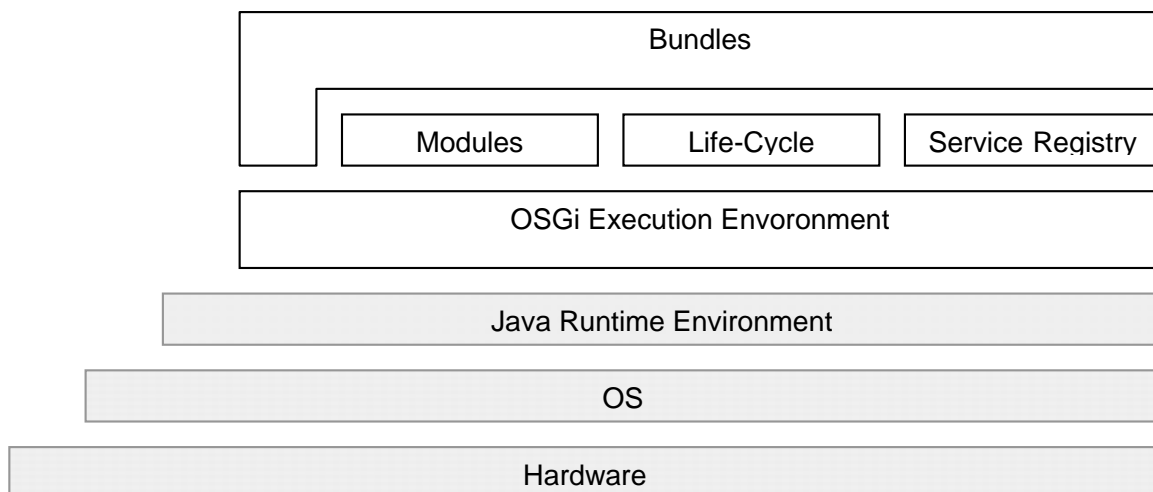 Bundles
Modules
Life-Cycle
Service Registry
OSGi Execution Envoronment
Java Runtime Environment
OS
Hardware